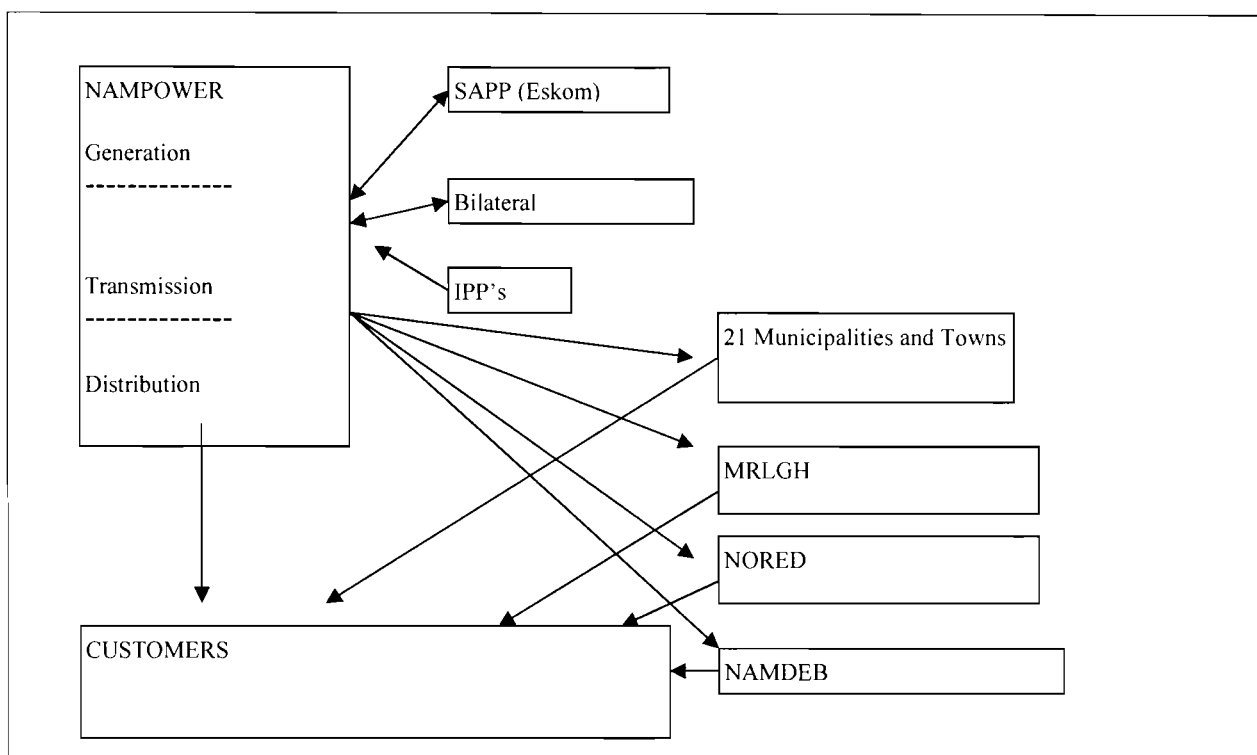 NAMPOWER
Generation
Transmission
Distribution
SAPP (Eskom)
Bilateral
IPP's
21 Municipalities and Towns
MRLGH
NORED
NAMDEB
CUSTOMERS